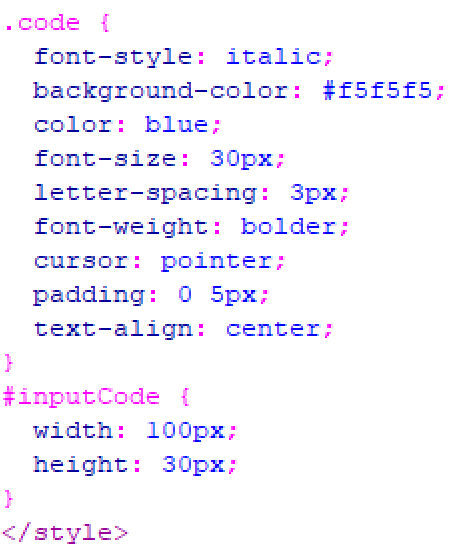 .code {
font-style: italic;
background-color: #f5f5f5;
color: blue;
font-size: 30px;
letter-spacing: 3px;
font-weight: bolder;
cursor: pointer;
padding: 0 5px;
text-align: center;
}
#inputCode {
width: 100px;
height: 30px;
}
</style>